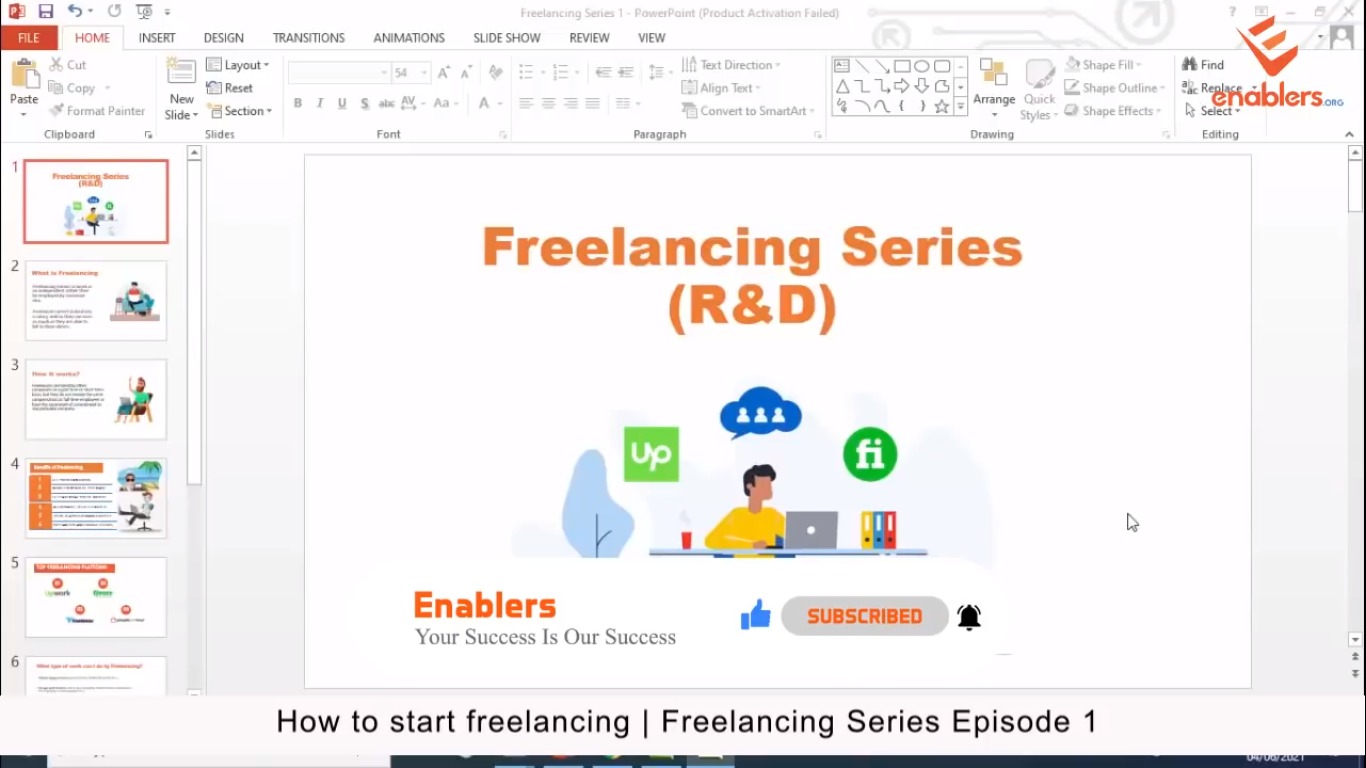 Freelancing Series 1 - PowerPoint (Product Activation Failed)
FILE HOME INSERT DESIGN TRANSITIONS ANIMATIONS SLIDE SHOW REVIEW VIEW
Paste
Cut
Copy
Format Painter
Clipboard
New Slide
Layout
Reset
Section
Slides
54
B I U S abc AV Aa A
Font
Text Direction
Align Text
Convert to SmartArt
Paragraph
Arrange
Quick Styles
Shape Fill
Shape Outline
Shape Effects
Drawing
Find
Replace
Select
Editing
enablers.ORG
1
Freelancing Series
(R&D)
2
What is Freelancing
3
How it works?
4
Benefits of Freelancing
5
TOP FREELANCING PLATFORM
Upwork
fiverr
6
What type of work can I do by Freelancing?
Freelancing Series
(R&D)
Up
fi
Enablers
Your Success Is Our Success
SUBSCRIBED
How to start freelancing | Freelancing Series Episode 1
04/06/2021